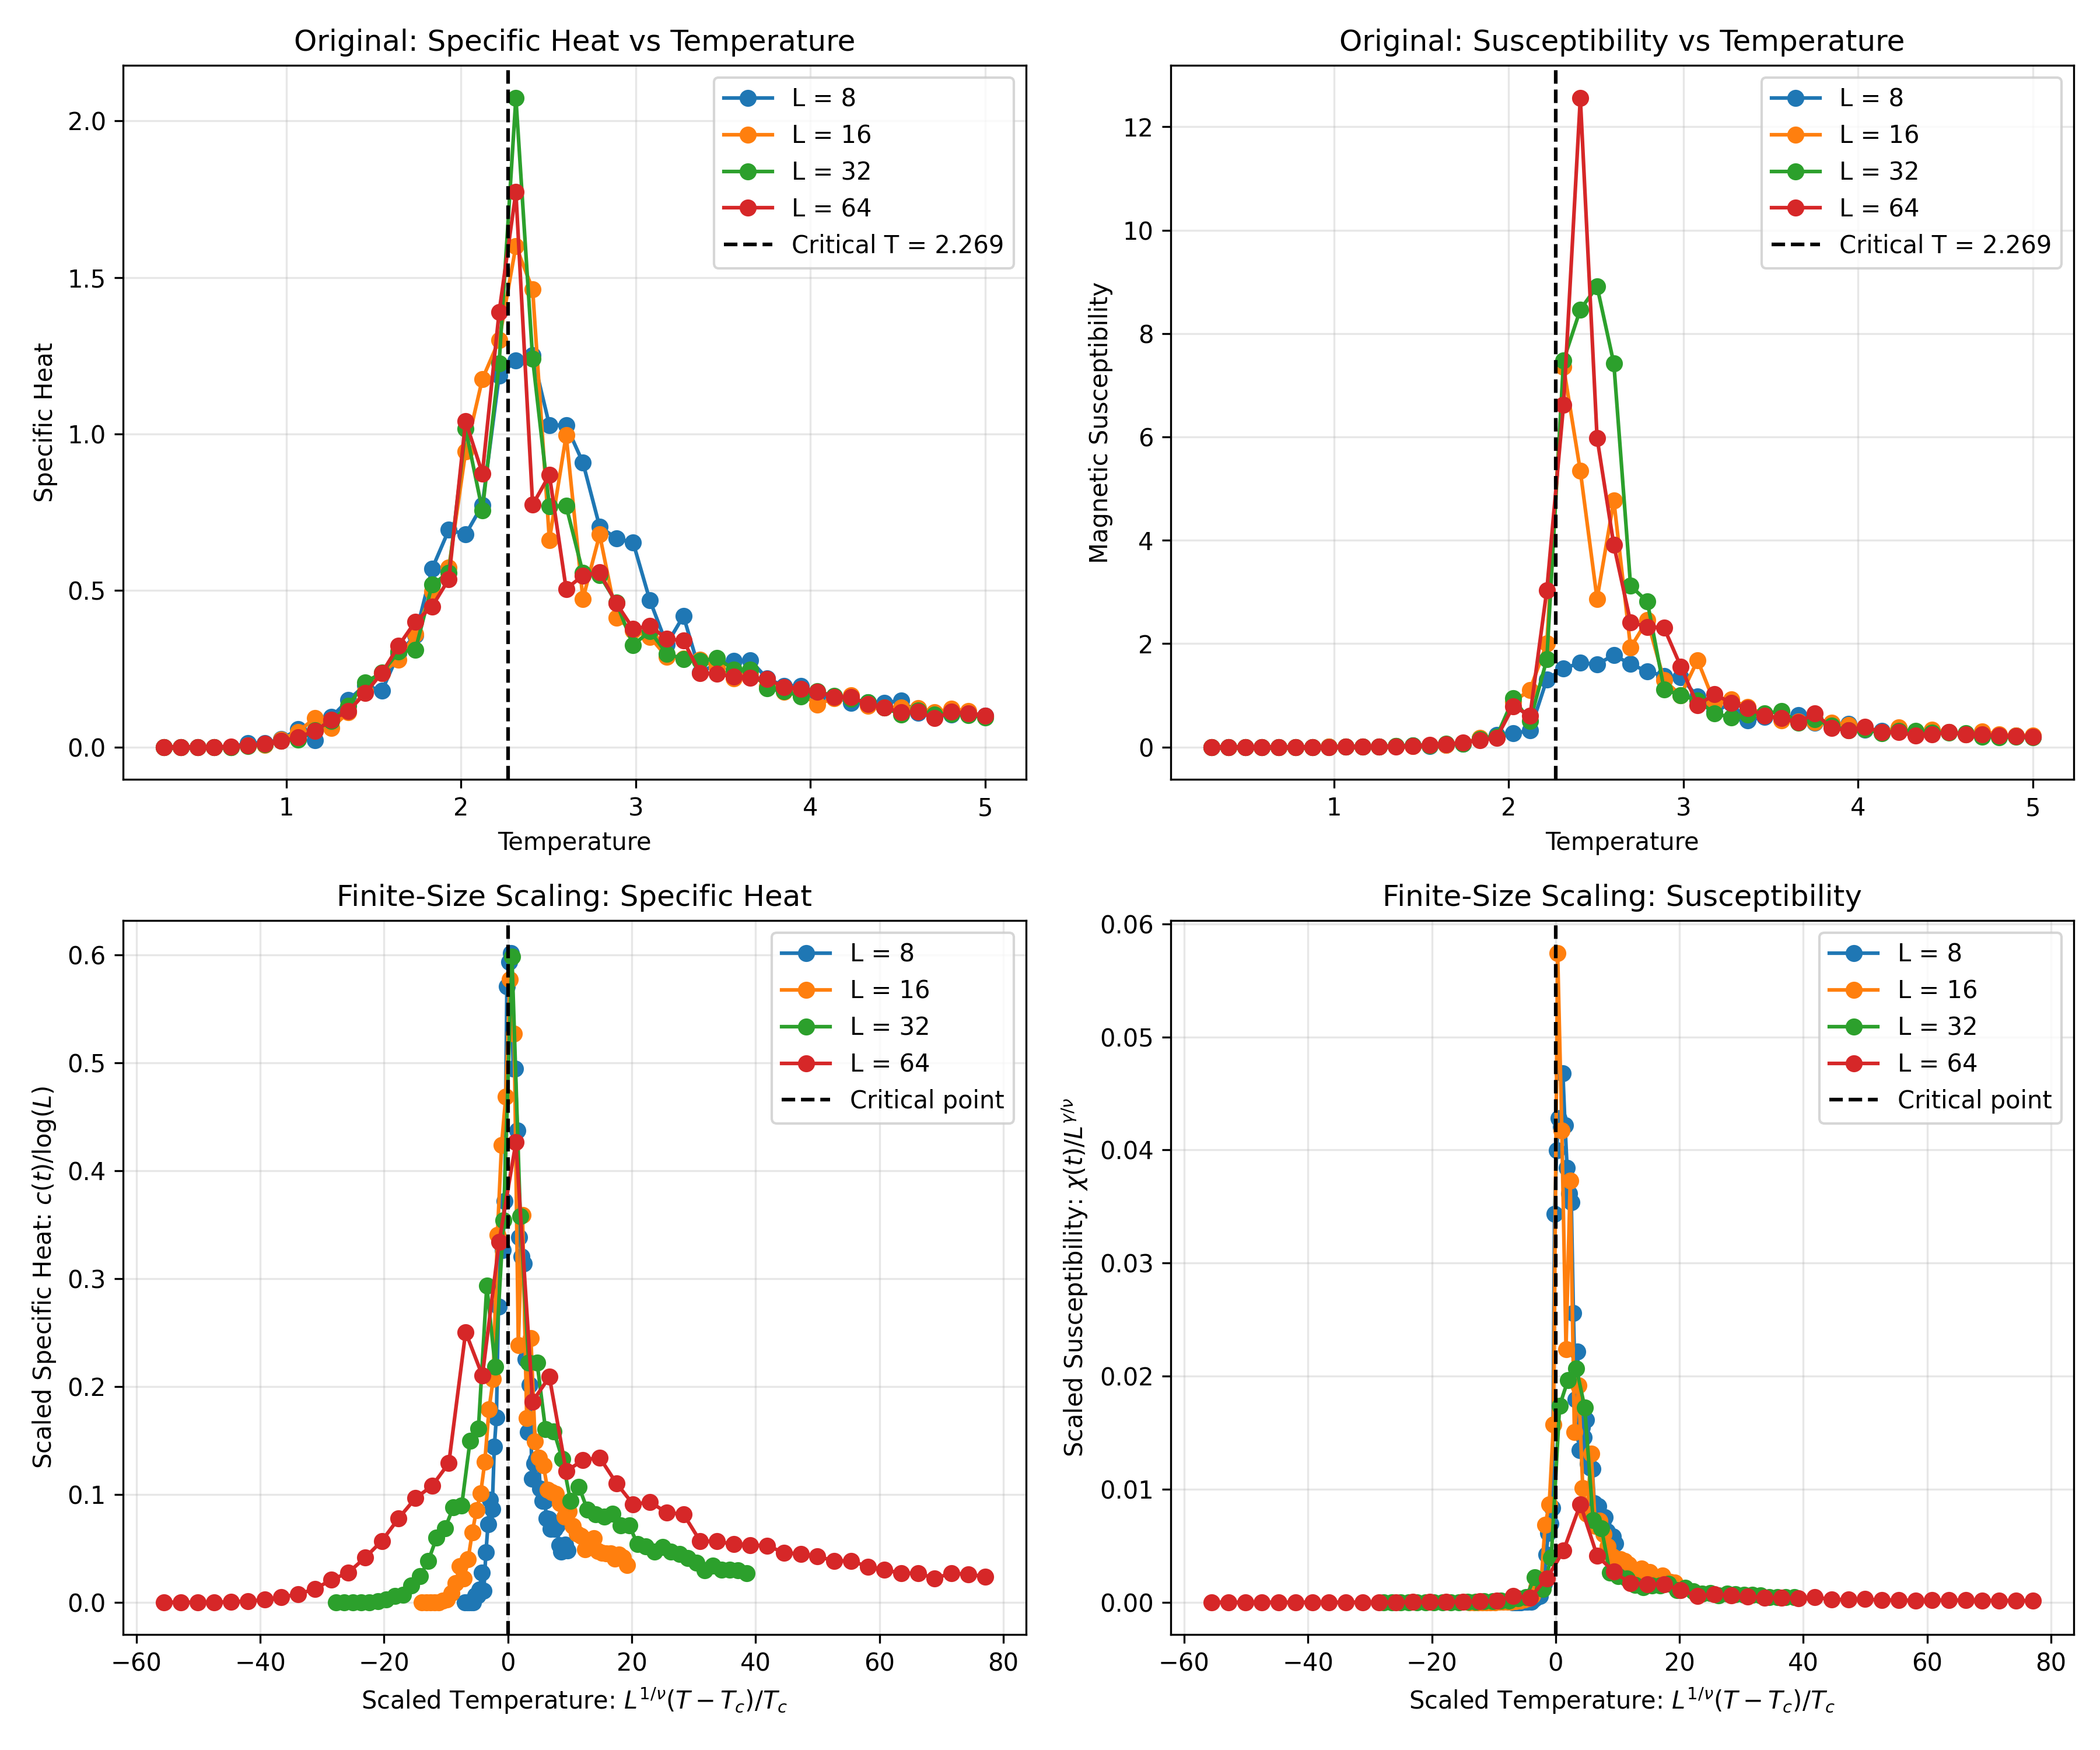 Original: Specific Heat vs Temperature
Specific Heat
2.0
1.5
1.0
0.5
0.0
1 2 3 4 5
Temperature
L = 8
L = 16
L = 32
L = 64
Critical T = 2.269
Original: Susceptibility vs Temperature
Magnetic Susceptibility
12
10
8
6
4
2
0
1 2 3 4 5
Temperature
L = 8
L = 16
L = 32
L = 64
Critical T = 2.269
Finite-Size Scaling: Specific Heat
Scaled Specific Heat: c(t)/log(L)
0.6
0.5
0.4
0.3
0.2
0.1
0.0
−60 −40 −20 0 20 40 60 80
Scaled Temperature: L^{1/ν}(T − T_c)/T_c
L = 8
L = 16
L = 32
L = 64
Critical point
Finite-Size Scaling: Susceptibility
Scaled Susceptibility: χ(t)/L^{γ/ν}
0.06
0.05
0.04
0.03
0.02
0.01
0.00
−60 −40 −20 0 20 40 60 80
Scaled Temperature: L^{1/ν}(T − T_c)/T_c
L = 8
L = 16
L = 32
L = 64
Critical point